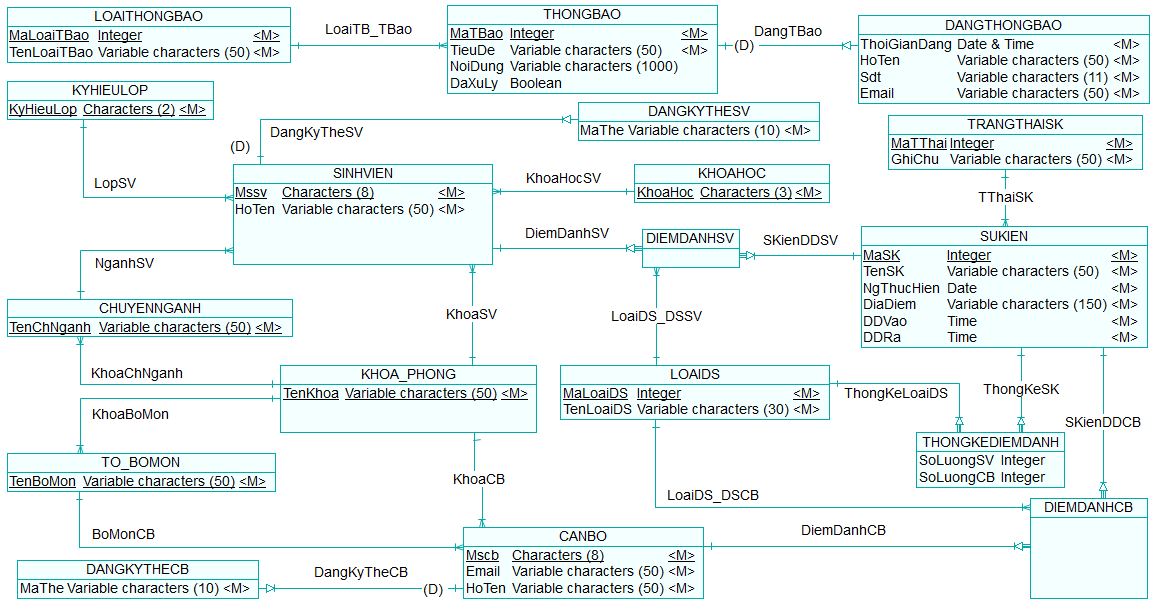 LOAITHONGBAO
MaLoaiTBao Integer <M>
TenLoaiTBao Variable characters (50) <M>
LoaiTB_TBao
THONGBAO
MaTBao Integer <M>
TieuDe Variable characters (50) <M>
NoiDung Variable characters (1000)
DaXuLy Boolean
(D)
DangTBao
DANGTHONGBAO
ThoiGianDang Date & Time <M>
HoTen Variable characters (50) <M>
Sdt Variable characters (11) <M>
Email Variable characters (50) <M>
KYHIEULOP
KyHieuLop Characters (2) <M>
DangKyTheSV
(D)
DANGKYTHESV
MaThe Variable characters (10) <M>
TRANGTHAISK
MaTThai Integer <M>
GhiChu Variable characters (50) <M>
LopSV
SINHVIEN
Mssv Characters (8) <M>
HoTen Variable characters (50) <M>
KhoaHocSV
KHOAHOC
KhoaHoc Characters (3) <M>
TThaiSK
DiemDanhSV
DIEMDANHSV
SKienDDSV
SUKIEN
MaSK Integer <M>
TenSK Variable characters (50) <M>
NgThucHien Date <M>
DiaDiem Variable characters (150) <M>
DDVao Time <M>
DDRa Time <M>
NganhSV
CHUYENNGANH
TenChNganh Variable characters (50) <M>
KhoaSV
LoaiDS_DSSV
KhoaChNganh
KHOA_PHONG
TenKhoa Variable characters (50) <M>
LOAIDS
MaLoaiDS Integer <M>
TenLoaiDS Variable characters (30) <M>
ThongKeLoaiDS
ThongKeSK
SKienDDCB
KhoaBoMon
THONGKEDIEMDANH
SoLuongSV Integer
SoLuongCB Integer
TO_BOMON
TenBoMon Variable characters (50) <M>
KhoaCB
LoaiDS_DSCB
DIEMDANHCB
BoMonCB
CANBO
Mscb Characters (8) <M>
Email Variable characters (50) <M>
HoTen Variable characters (50) <M>
DiemDanhCB
DANGKYTHECB
MaThe Variable characters (10) <M>
DangKyTheCB
(D)